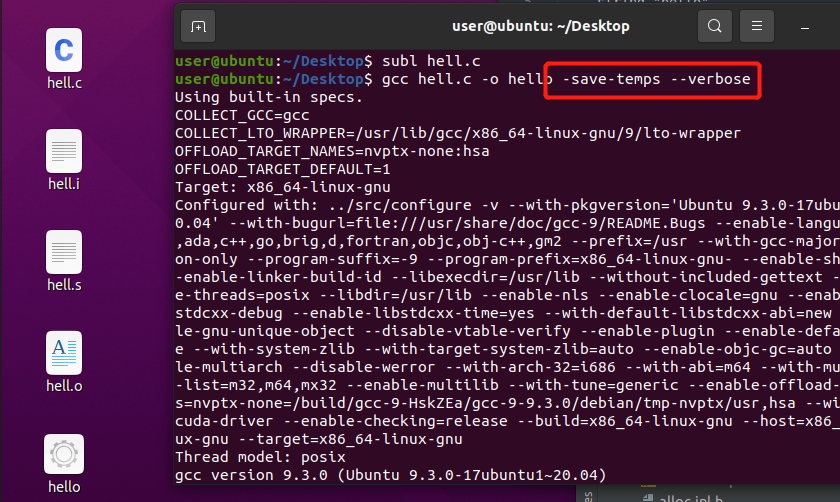 hell.c
hell.i
hell.s
hell.o
hello
user@ubuntu: ~/Desktop
user@ubuntu:~/Desktop$ subl hell.c
user@ubuntu:~/Desktop$ gcc hell.c -o hello -save-temps --verbose
Using built-in specs.
COLLECT_GCC=gcc
COLLECT_LTO_WRAPPER=/usr/lib/gcc/x86_64-linux-gnu/9/lto-wrapper
OFFLOAD_TARGET_NAMES=nvptx-none:hsa
OFFLOAD_TARGET_DEFAULT=1
Target: x86_64-linux-gnu
Configured with: ../src/configure -v --with-pkgversion='Ubuntu 9.3.0-17ubu
0.04' --with-bugurl=file:///usr/share/doc/gcc-9/README.Bugs --enable-langu
,ada,c++,go,brig,d,fortran,objc,obj-c++,gm2 --prefix=/usr --with-gcc-major
on-only --program-suffix=-9 --program-prefix=x86_64-linux-gnu- --enable-sh
-enable-linker-build-id --libexecdir=/usr/lib --without-included-gettext -
e-threads=posix --libdir=/usr/lib --enable-nls --enable-clocale=gnu --enab
stdcxx-debug --enable-libstdcxx-time=yes --with-default-libstdcxx-abi=new
le-gnu-unique-object --disable-vtable-verify --enable-plugin --enable-defa
e --with-system-zlib --with-target-system-zlib=auto --enable-objc-gc=auto
le-multiarch --disable-werror --with-arch-32=i686 --with-abi=m64 --with-mu
-list=m32,m64,mx32 --enable-multilib --with-tune=generic --enable-offload-
s=nvptx-none=/build/gcc-9-HskZEa/gcc-9-9.3.0/debian/tmp-nvptx/usr,hsa --wi
cuda-driver --enable-checking=release --build=x86_64-linux-gnu --host=x86_
ux-gnu --target=x86_64-linux-gnu
Thread model: posix
gcc version 9.3.0 (Ubuntu 9.3.0-17ubuntu1~20.04)